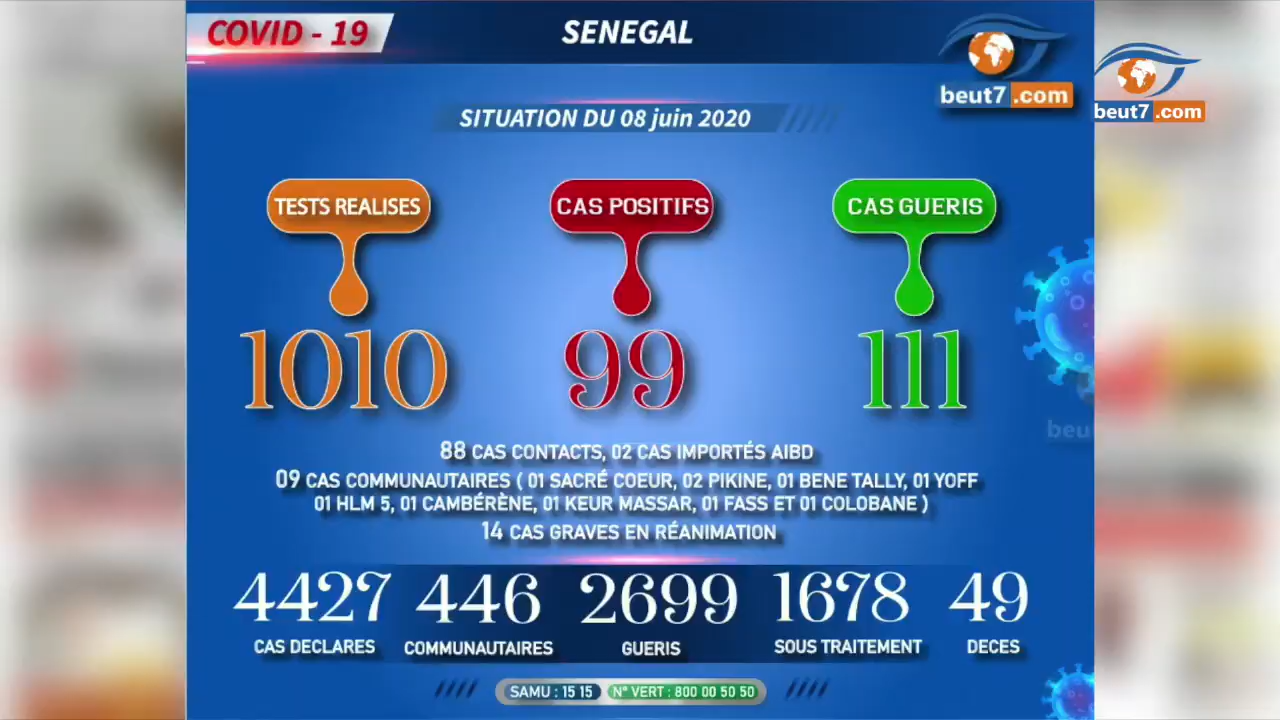 COVID - 19
SENEGAL
beut7.com
beut7.com
SITUATION DU 08 juin 2020
TESTS REALISES
CAS POSITIFS
CAS GUERIS
1010
99
111
beu
88 CAS CONTACTS, 02 CAS IMPORTÉS AIBD
09 CAS COMMUNAUTAIRES ( 01 SACRÉ COEUR, 02 PIKINE, 01 BENE TALLY, 01 YOFF
01 HLM 5, 01 CAMBÉRÈNE, 01 KEUR MASSAR, 01 FASS ET 01 COLOBANE )
14 CAS GRAVES EN RÉANIMATION
4427 446 2699 1678 49
CAS DECLARES COMMUNAUTAIRES GUERIS SOUS TRAITEMENT DECES
SAMU : 15 15 N° VERT : 800 00 50 50